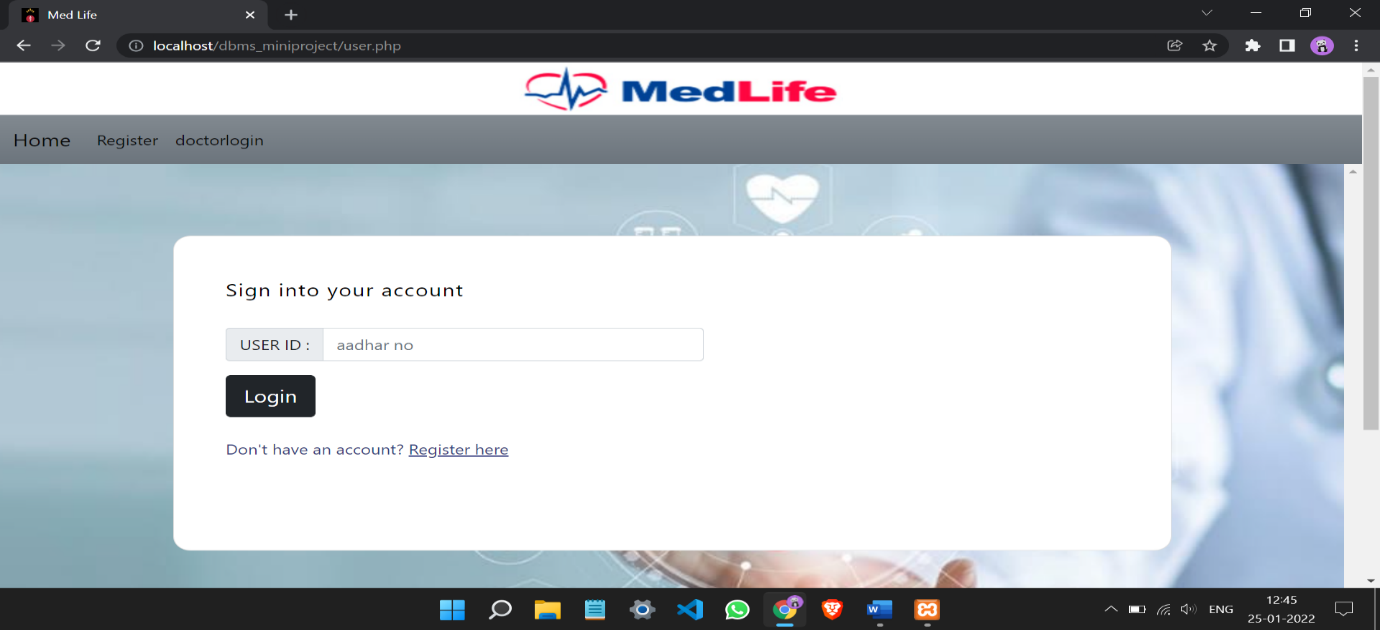 Med Life
localhost/dbms_miniproject/user.php
MedLife
Home Register doctorlogin
Sign into your account
USER ID : aadhar no
Login
Don't have an account? Register here
ENG
12:45
25-01-2022